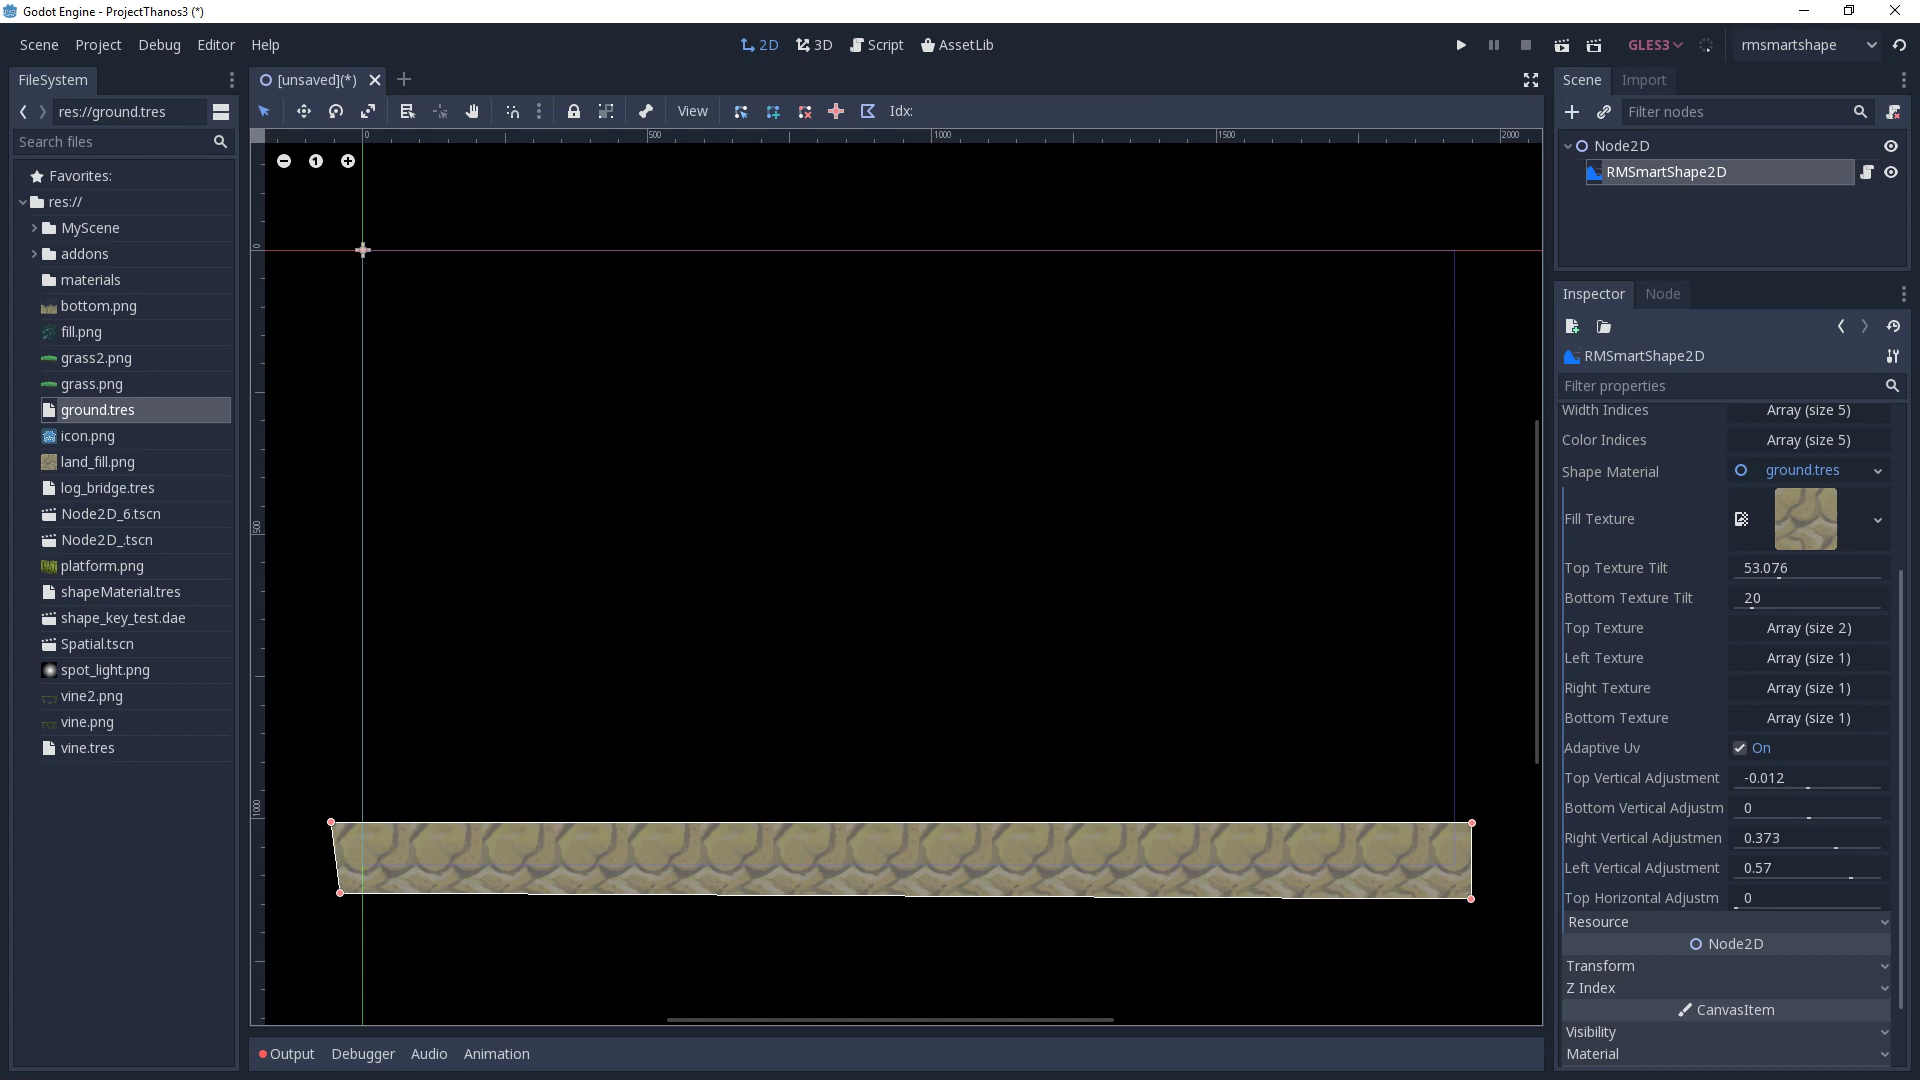 Godot Engine - ProjectThanos3 (*)
Scene Project Debug Editor Help
2D 3D Script AssetLib
GLES3 rmsmartshape
FileSystem
res://ground.tres
Search files
Favorites:
res://
MyScene
addons
materials
bottom.png
fill.png
grass2.png
grass.png
ground.tres
icon.png
land_fill.png
log_bridge.tres
Node2D_6.tscn
Node2D_.tscn
platform.png
shapeMaterial.tres
shape_key_test.dae
Spatial.tscn
spot_light.png
vine2.png
vine.png
vine.tres
[unsaved](*)
View Idx:
0 500 1000 1500 2000
1
0
500
1000
Output Debugger Audio Animation
Scene Import
Filter nodes
Node2D
RMSmartShape2D
Inspector Node
RMSmartShape2D
Filter properties
Width Indices Array (size 5)
Color Indices Array (size 5)
Shape Material ground.tres
Fill Texture
Top Texture Tilt 53.076
Bottom Texture Tilt 20
Top Texture Array (size 2)
Left Texture Array (size 1)
Right Texture Array (size 1)
Bottom Texture Array (size 1)
Adaptive Uv On
Top Vertical Adjustment -0.012
Bottom Vertical Adjustm 0
Right Vertical Adjustmen 0.373
Left Vertical Adjustment 0.57
Top Horizontal Adjustm 0
Resource
Node2D
Transform
Z Index
CanvasItem
Visibility
Material